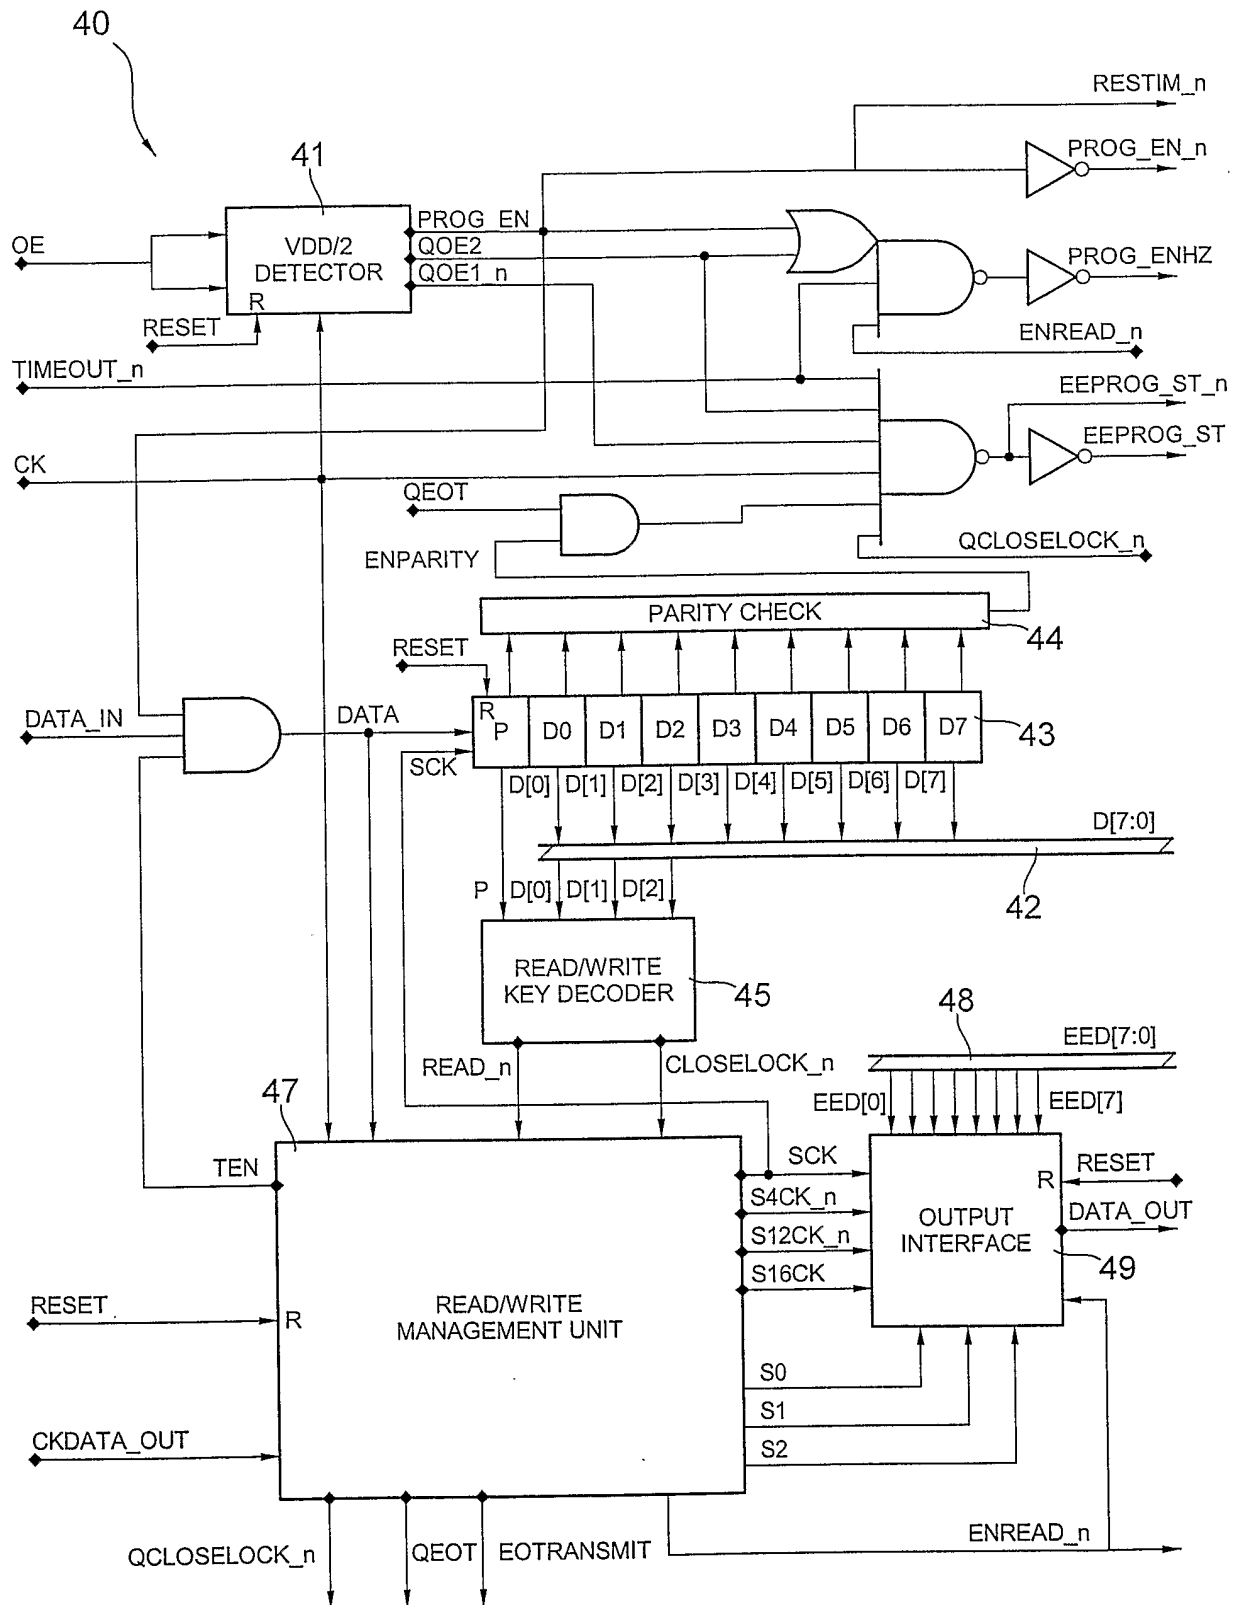 40
RESTIM_n
PROG_EN_n
41
PROG_EN
OE
VDD/2
DETECTOR
QOE2
QOE1_n
PROG_ENHZ
R
RESET
ENREAD_n
TIMEOUT_n
EEPROG_ST_n
EEPROG_ST
CK
QEOT
QCLOSELOCK_n
ENPARITY
PARITY CHECK
44
RESET
R
P
D0
D1
D2
D3
D4
D5
D6
D7
43
DATA_IN
DATA
SCK
D[0]
D[1]
D[2]
D[3]
D[4]
D[5]
D[6]
D[7]
D[7:0]
42
P
D[0]
D[1]
D[2]
READ/WRITE
KEY DECODER
45
48
EED[7:0]
READ_n
CLOSELOCK_n
EED[0]
EED[7]
47
TEN
SCK
S4CK_n
S12CK_n
S16CK
R
RESET
DATA_OUT
OUTPUT
INTERFACE
49
RESET
R
READ/WRITE
MANAGEMENT UNIT
S0
S1
S2
CKDATA_OUT
ENREAD_n
QCLOSELOCK_n
QEOT
EOTRANSMIT